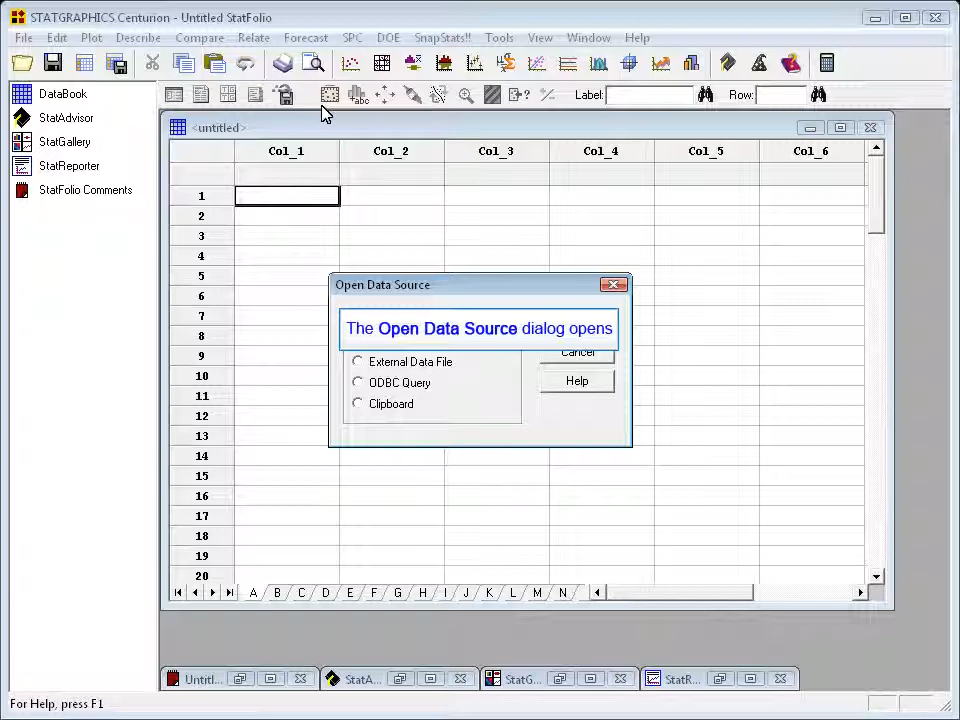 STATGRAPHICS Centurion - Untitled StatFolio
File Edit Plot Describe Compare Relate Forecast SPC DOE SnapStats!! Tools View Window Help
Label: Row:
DataBook
StatAdvisor
StatGallery
StatReporter
StatFolio Comments
<untitled>
Col_1 Col_2 Col_3 Col_4 Col_5 Col_6
1
2
3
4
5
6
7
8
9
10
11
12
13
14
15
16
17
18
19
20
Open Data Source
The Open Data Source dialog opens
Cancel
External Data File
Help
ODBC Query
Clipboard
A B C D E F G H I J K L M N
Untitl... StatA... StatG... StatR...
For Help, press F1